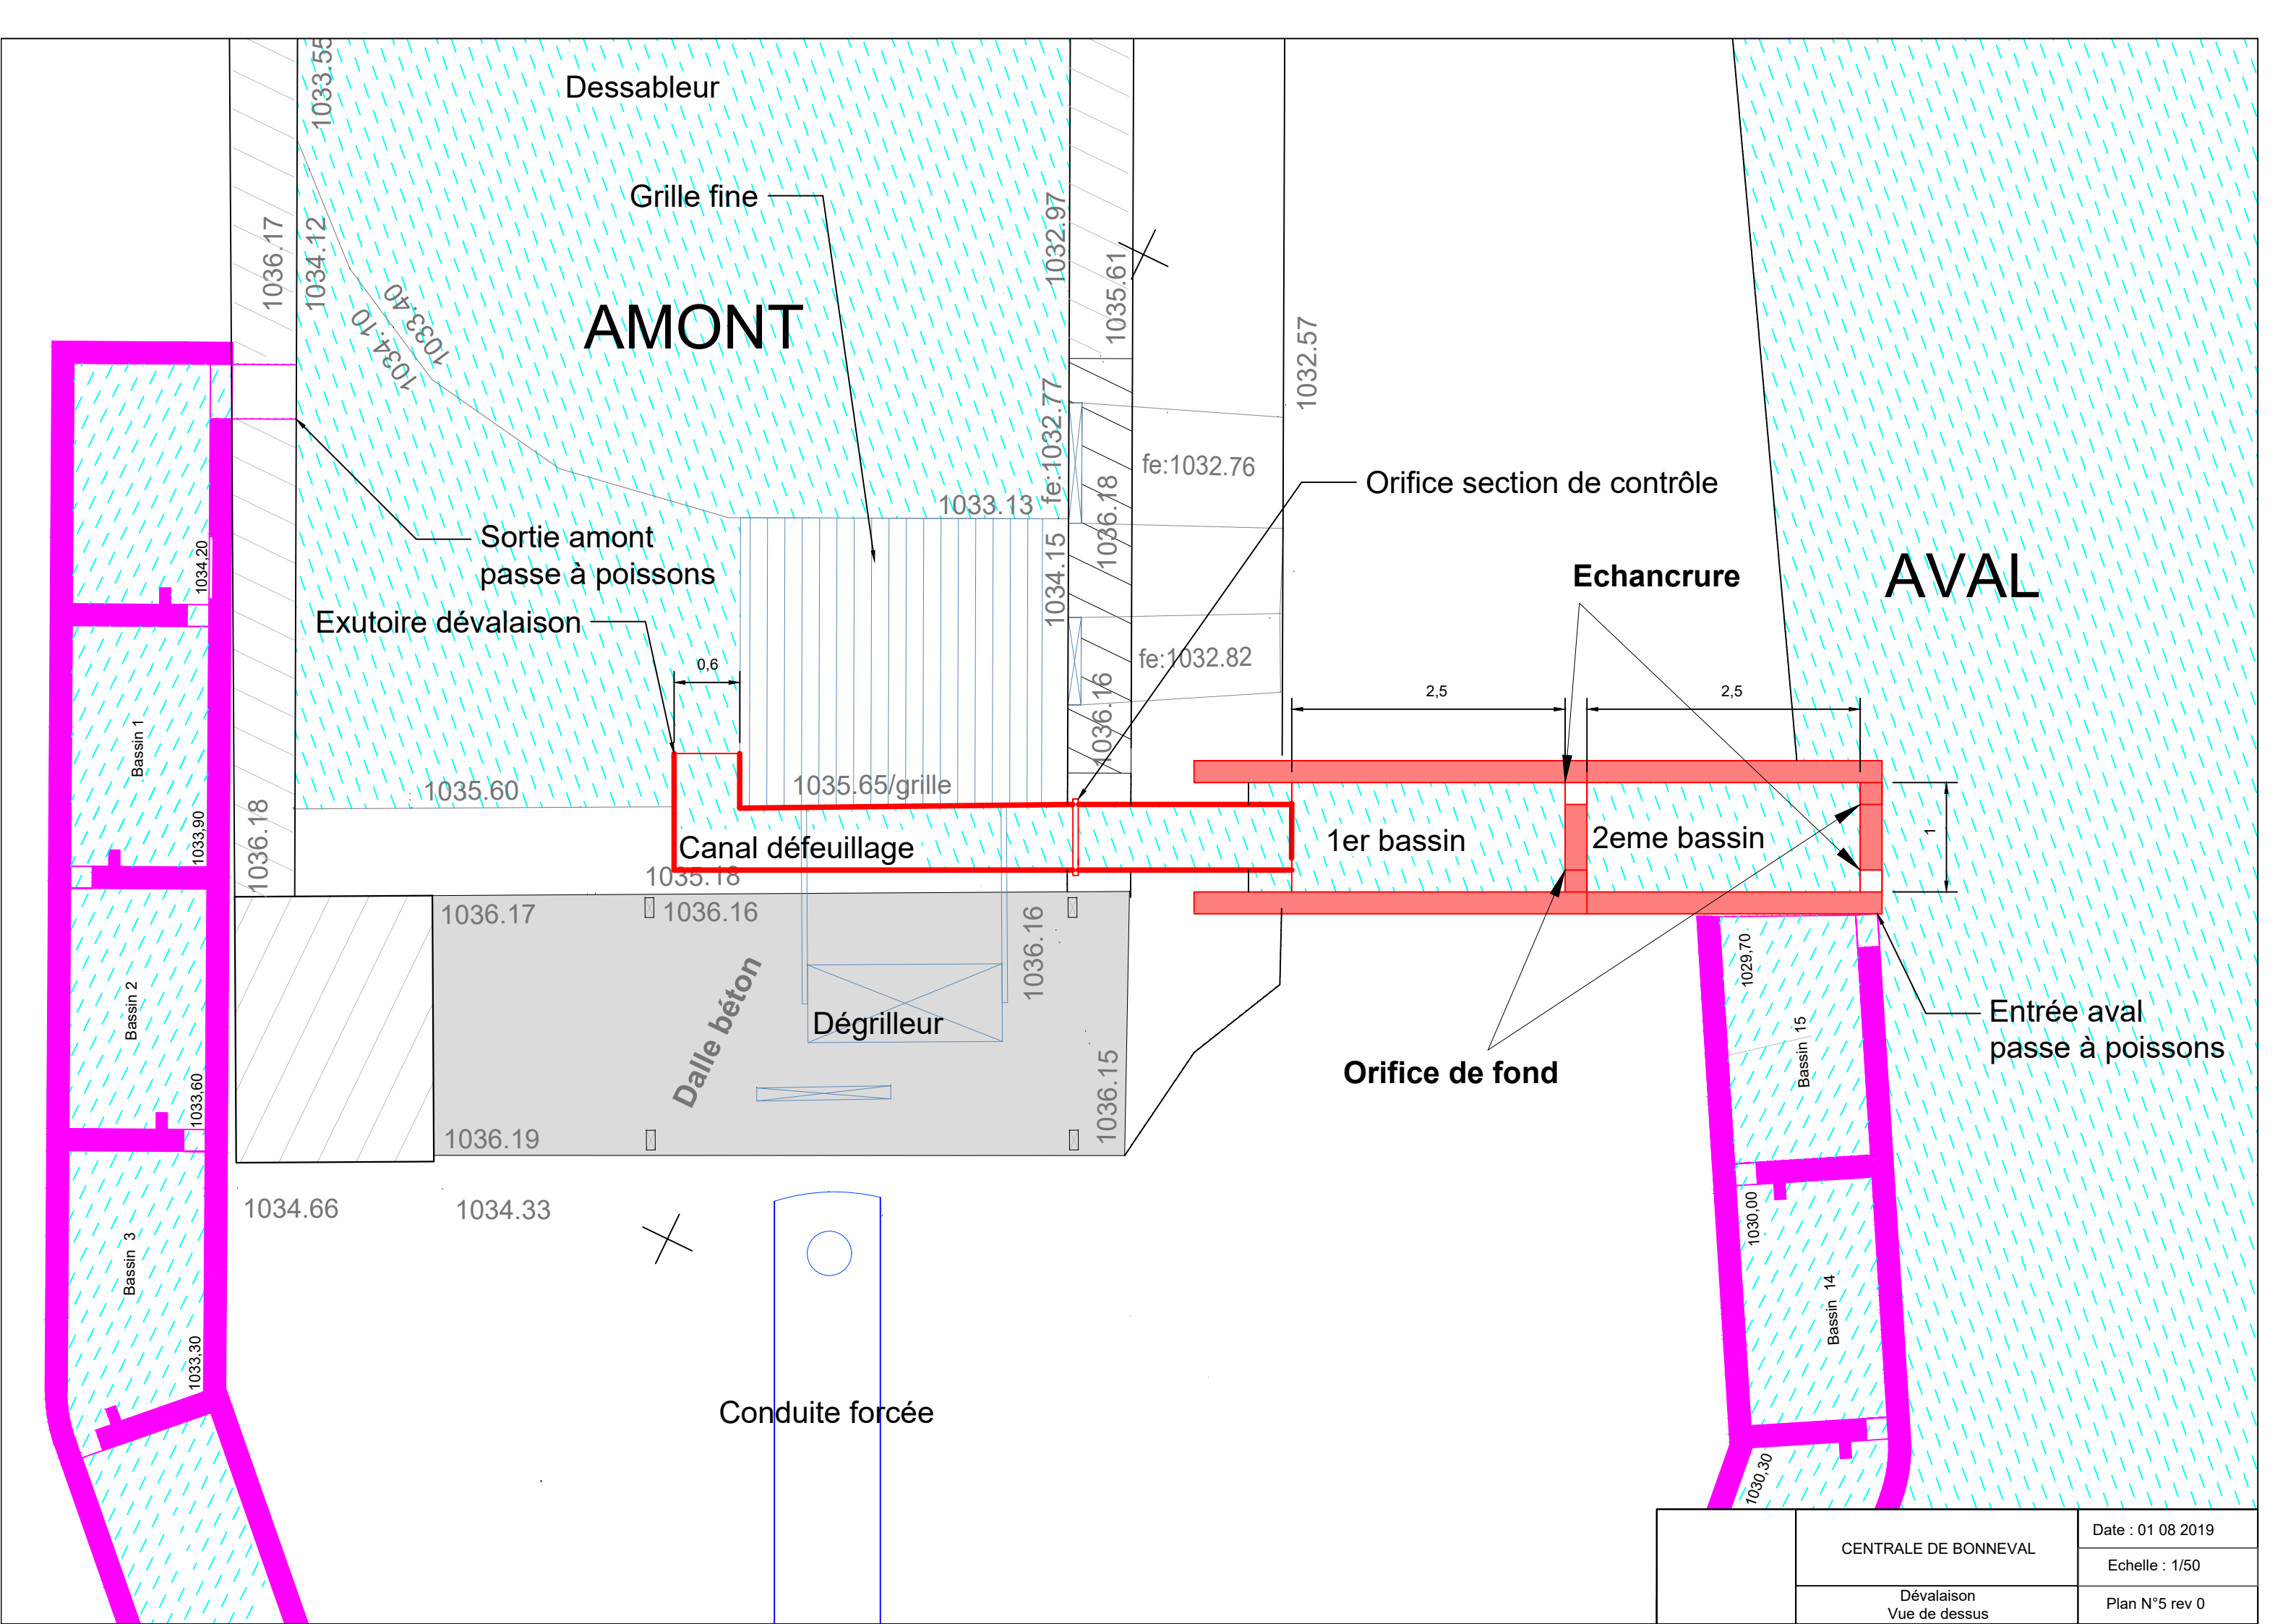 1033.55
Dessableur
Grille fine
1036.17
1034.12
1032.97
1035.61
1033.40
1034.10
AMONT
1032.57
fe:1032.77
fe:1032.76
1036.18
Orifice section de contrôle
1033.13
Sortie amont
passe à poissons
1034.20
1034.15
Echancrure
AVAL
Exutoire dévalaison
fe:1032.82
0,6
1036.16
2,5
2,5
Bassin 1
1035.60
1035.65/grille
1033,90
1036.18
Canal défeuillage
1er bassin
2eme bassin
1
1035.18
1036.17
1036.16
1036.16
1029,70
Bassin 2
Dalle béton
Dégrilleur
Entrée aval
passe à poissons
Bassin 15
Orifice de fond
1033,60
1036.19
1036.15
1034.66
1034.33
1030,00
Bassin 3
Bassin 14
1033,30
Conduite forcée
1030,30
CENTRALE DE BONNEVAL
Date : 01 08 2019
Echelle : 1/50
Dévalaison
Vue de dessus
Plan N°5 rev 0